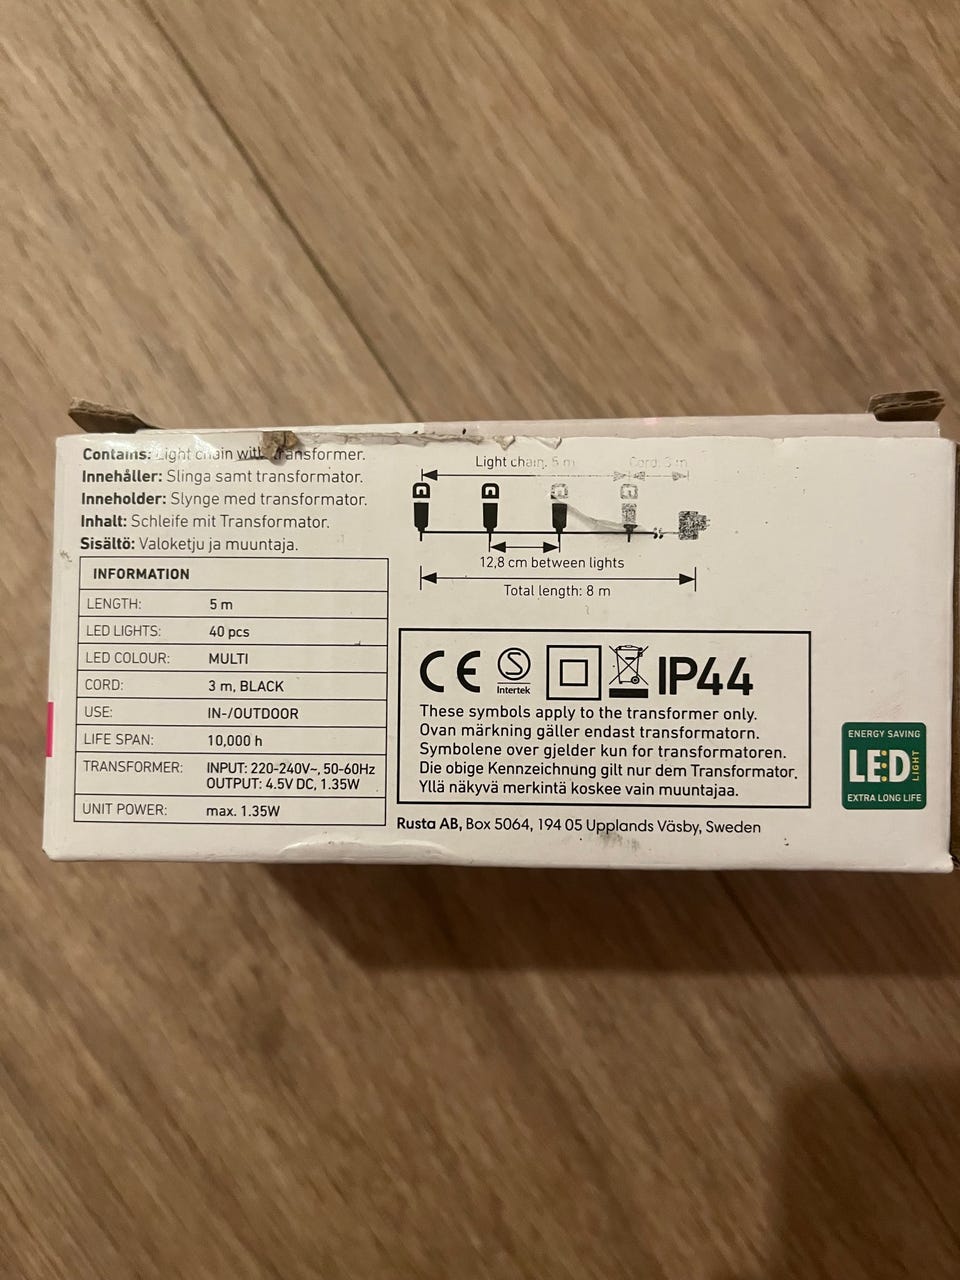 Contains: Light chain with transformer.
Innehåller: Slinga samt transformator.
Inneholder: Slynge med transformator.
Inhalt: Schleife mit Transformator.
Sisältö: Valoketju ja muuntaja.
INFORMATION
LENGTH: 5 m
LED LIGHTS: 40 pcs
LED COLOUR: MULTI
CORD: 3 m, BLACK
USE: IN-/OUTDOOR
LIFE SPAN: 10,000 h
TRANSFORMER: INPUT: 220-240V~, 50-60Hz
OUTPUT: 4.5V DC, 1.35W
UNIT POWER: max. 1.35W
Light chain: 5 m Cord: 3 m
12,8 cm between lights
Total length: 8 m
CE S Intertek IP44
These symbols apply to the transformer only.
Ovan märkning gäller endast transformatorn.
Symbolene over gjelder kun for transformatoren.
Die obige Kennzeichnung gilt nur dem Transformator.
Yllä näkyvä merkintä koskee vain muuntajaa.
Rusta AB, Box 5064, 194 05 Upplands Väsby, Sweden
ENERGY SAVING
LED LIGHT
EXTRA LONG LIFE